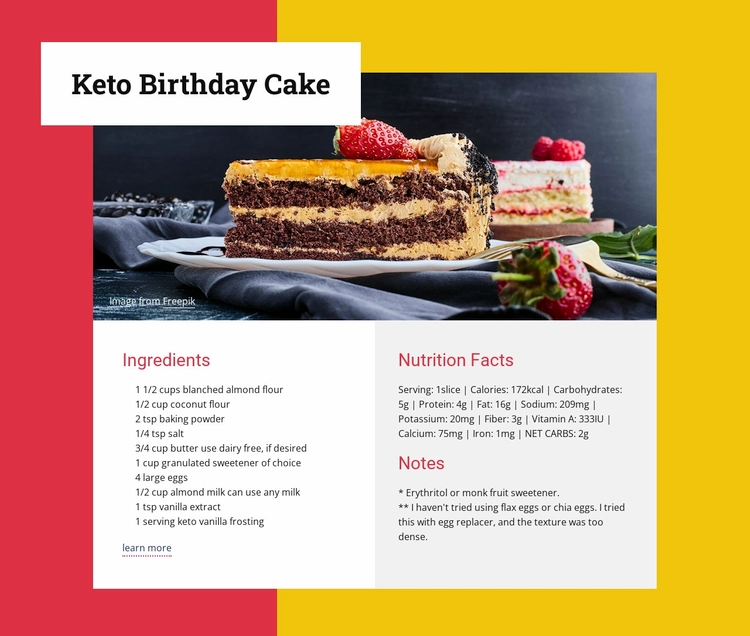 Keto Birthday Cake
Image from Freepik
Ingredients
1 1/2 cups blanched almond flour
1/2 cup coconut flour
2 tsp baking powder
1/4 tsp salt
3/4 cup butter use dairy free, if desired
1 cup granulated sweetener of choice
4 large eggs
1/2 cup almond milk can use any milk
1 tsp vanilla extract
1 serving keto vanilla frosting
learn more
Nutrition Facts
Serving: 1slice | Calories: 172kcal | Carbohydrates:
5g | Protein: 4g | Fat: 16g | Sodium: 209mg |
Potassium: 20mg | Fiber: 3g | Vitamin A: 333IU |
Calcium: 75mg | Iron: 1mg | NET CARBS: 2g
Notes
* Erythritol or monk fruit sweetener.
** I haven't tried using flax eggs or chia eggs. I tried
this with egg replacer, and the texture was too
dense.